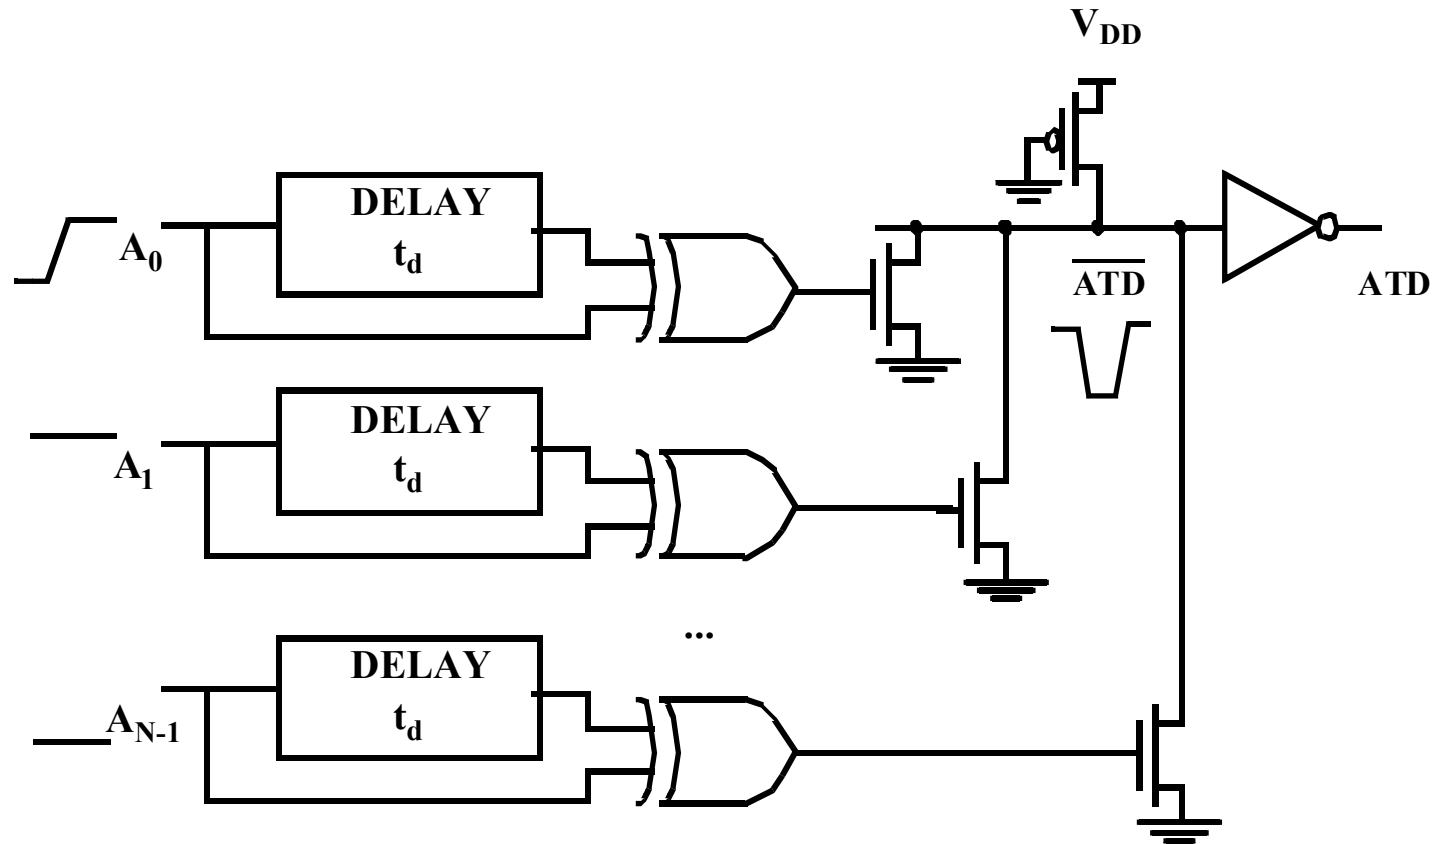 V_DD
DELAY
t_d
A_0
ATD
ATD
DELAY
t_d
A_1
...
DELAY
t_d
A_N-1